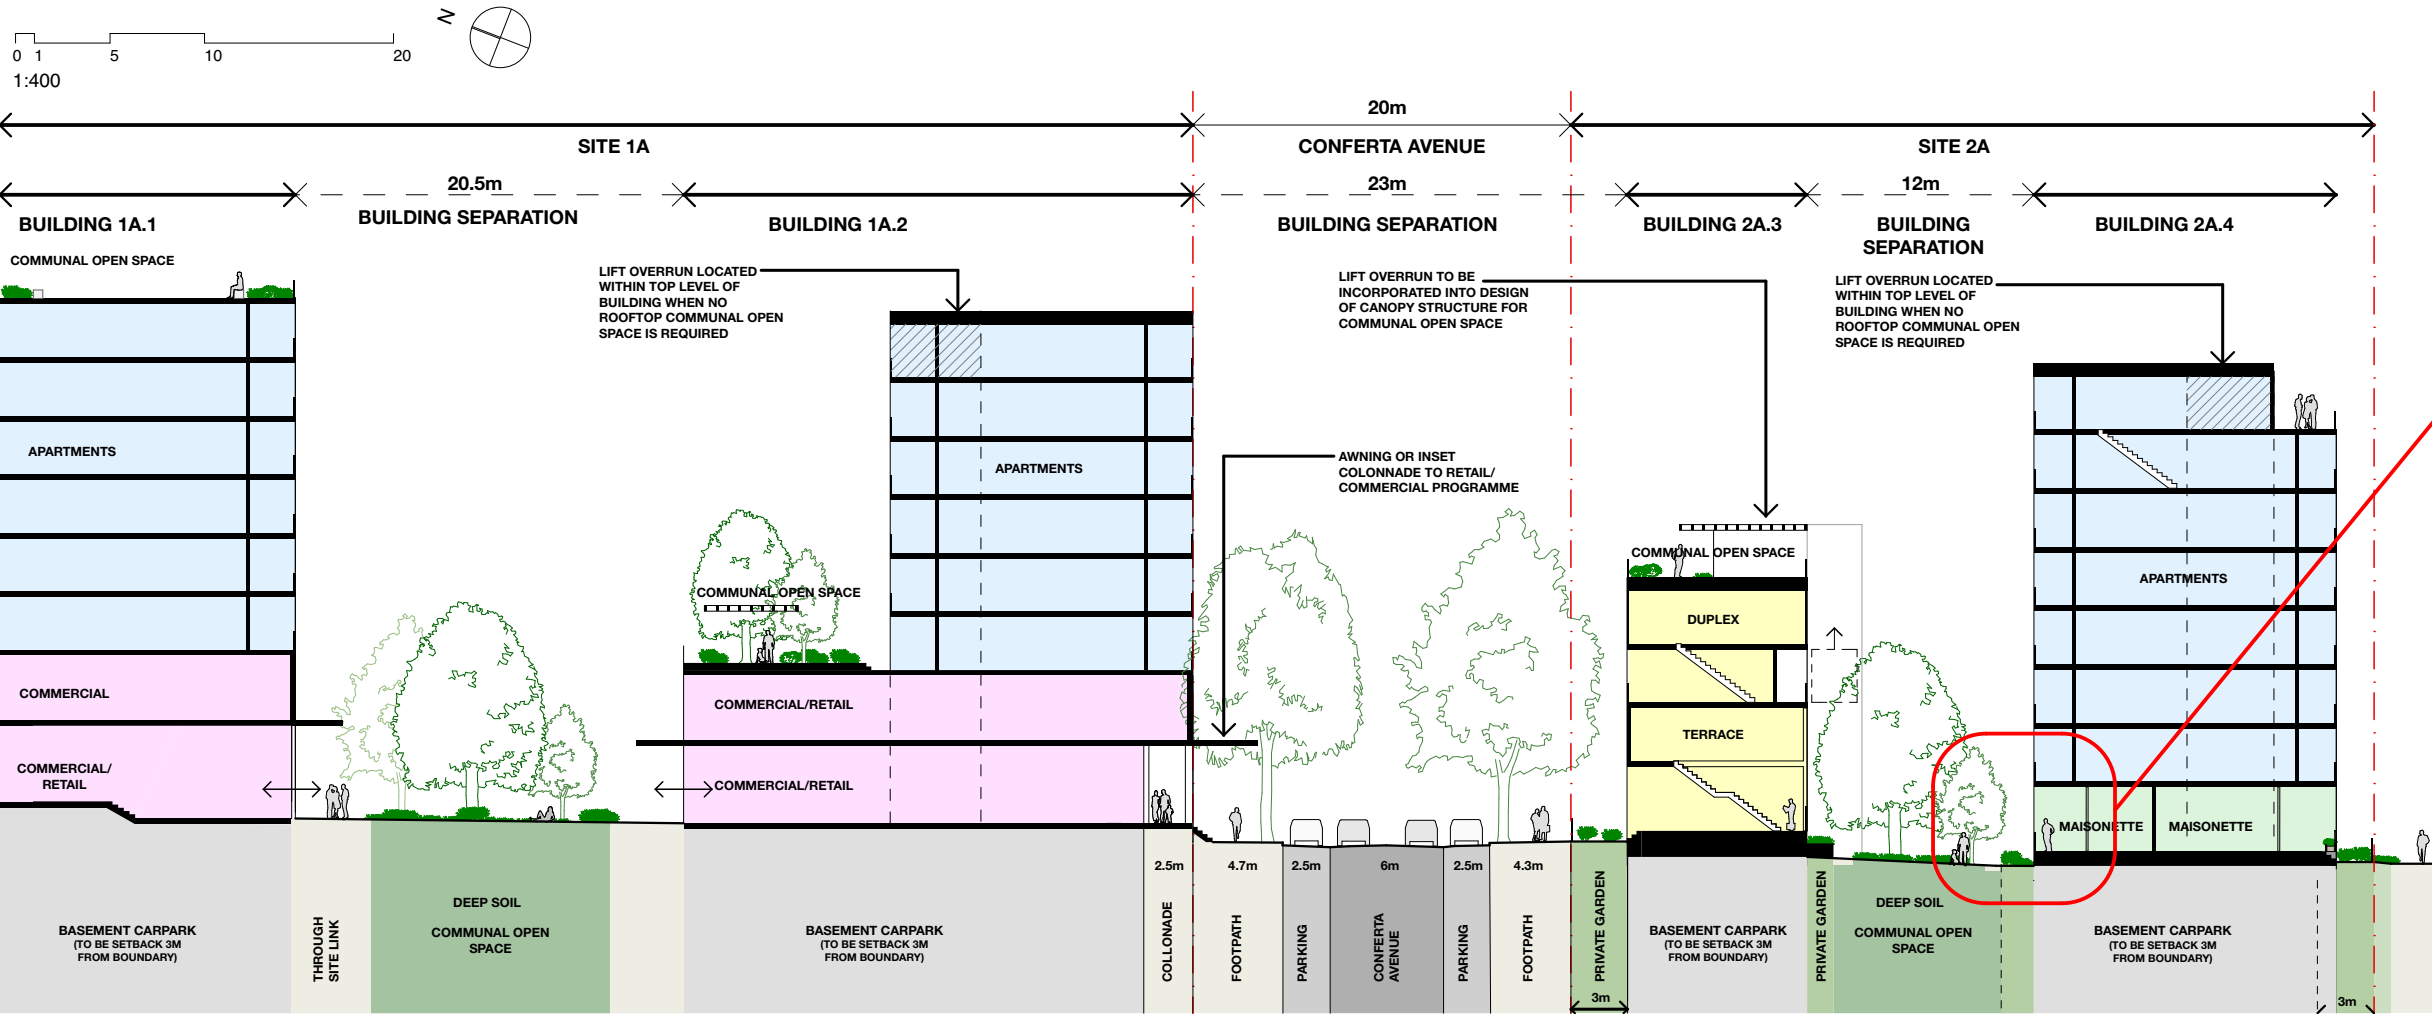 N
0 1 5 10 20
1:400
20m
SITE 1A
CONFERTA AVENUE
SITE 2A
20.5m
23m
12m
BUILDING 1A.1
BUILDING SEPARATION
BUILDING 1A.2
BUILDING SEPARATION
BUILDING 2A.3
BUILDING
SEPARATION
BUILDING 2A.4
COMMUNAL OPEN SPACE
LIFT OVERRUN LOCATED
WITHIN TOP LEVEL OF
BUILDING WHEN NO
ROOFTOP COMMUNAL OPEN
SPACE IS REQUIRED
LIFT OVERRUN TO BE
INCORPORATED INTO DESIGN
OF CANOPY STRUCTURE FOR
COMMUNAL OPEN SPACE
LIFT OVERRUN LOCATED
WITHIN TOP LEVEL OF
BUILDING WHEN NO
ROOFTOP COMMUNAL OPEN
SPACE IS REQUIRED
APARTMENTS
APARTMENTS
AWNING OR INSET
COLONNADE TO RETAIL/
COMMERCIAL PROGRAMME
COMMUNAL OPEN SPACE
COMMUNAL OPEN SPACE
APARTMENTS
DUPLEX
TERRACE
COMMERCIAL
COMMERCIAL/RETAIL
COMMERCIAL/
RETAIL
COMMERCIAL/RETAIL
MAISONETTE
MAISONETTE
2.5m
4.7m
2.5m
6m
2.5m
4.3m
BASEMENT CARPARK
(TO BE SETBACK 3M
FROM BOUNDARY)
THROUGH
SITE LINK
DEEP SOIL
COMMUNAL OPEN
SPACE
BASEMENT CARPARK
(TO BE SETBACK 3M
FROM BOUNDARY)
COLLONADE
FOOTPATH
PARKING
CONFERTA
AVENUE
PARKING
FOOTPATH
PRIVATE GARDEN
3m
BASEMENT CARPARK
(TO BE SETBACK 3M
FROM BOUNDARY)
PRIVATE GARDEN
DEEP SOIL
COMMUNAL OPEN
SPACE
BASEMENT CARPARK
(TO BE SETBACK 3M
FROM BOUNDARY)
3m